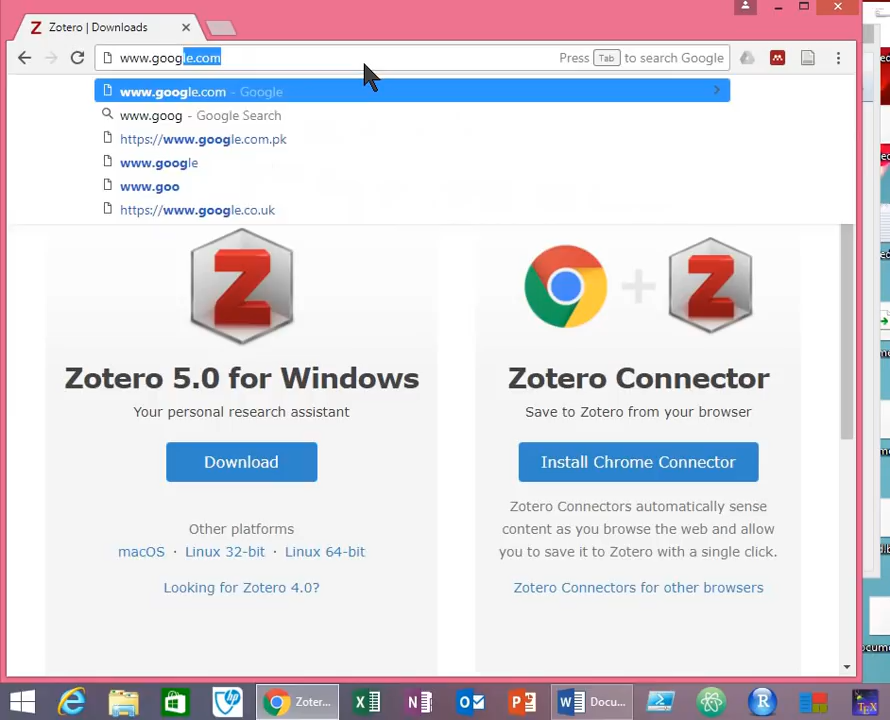 Zotero | Downloads
www.google.com
Press Tab to search Google
www.google.com - Google
www.goog - Google Search
https://www.google.com.pk
www.google
www.goo
https://www.google.co.uk
Zotero 5.0 for Windows
Your personal research assistant
Download
Other platforms
macOS · Linux 32-bit · Linux 64-bit
Looking for Zotero 4.0?
Zotero Connector
Save to Zotero from your browser
Install Chrome Connector
Zotero Connectors automatically sense
content as you browse the web and allow
you to save it to Zotero with a single click.
Zotero Connectors for other browsers
Zoter...
Docu...